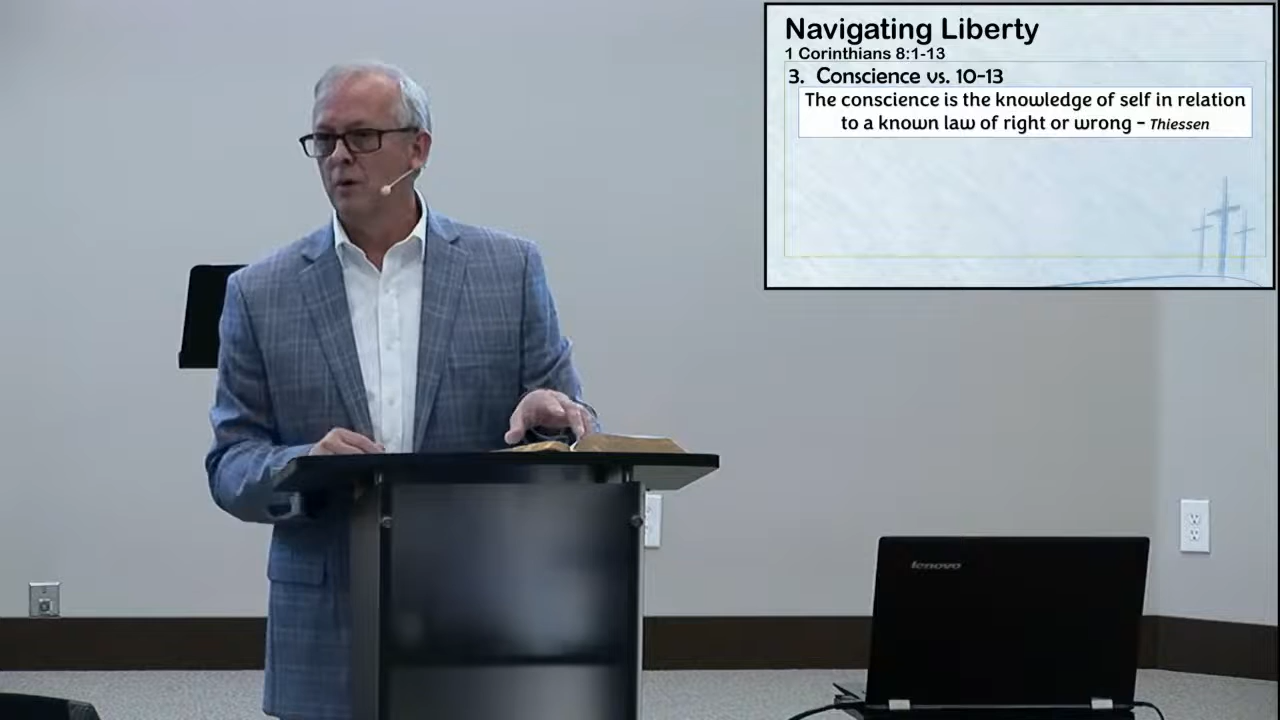 Navigating Liberty
1 Corinthians 8:1-13
3. Conscience vs. 10-13
The conscience is the knowledge of self in relation
to a known law of right or wrong - Thiessen
lenovo